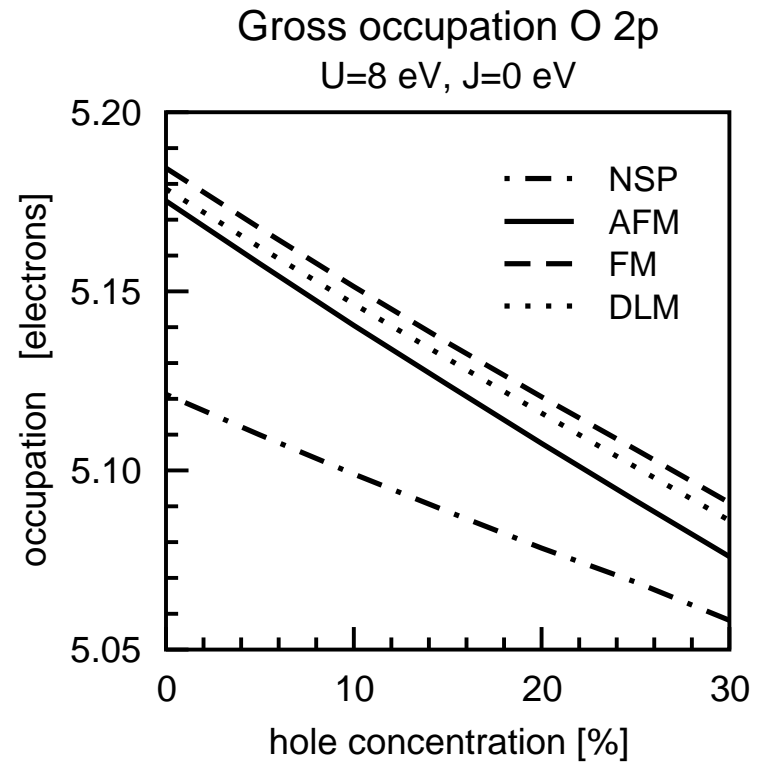 Gross occupation O 2p
U=8 eV, J=0 eV
5.20
5.15
5.10
5.05
occupation [electrons]
NSP
AFM
FM
DLM
0 10 20 30
hole concentration [%]